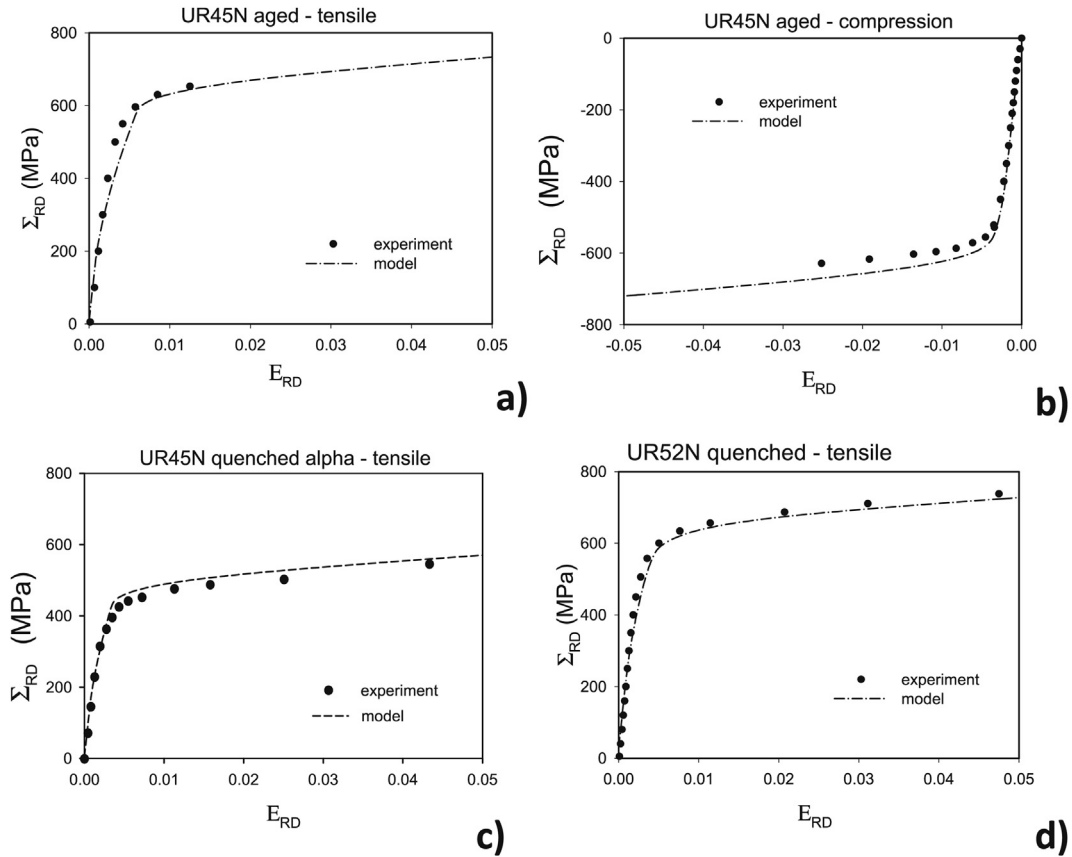 UR45N aged - tensile
800
600
400
200
0
Σ_RD (MPa)
experiment
model
0.00 0.01 0.02 0.03 0.04 0.05
E_RD
a)
UR45N aged - compression
0
-200
-400
-600
-800
Σ_RD (MPa)
experiment
model
-0.05 -0.04 -0.03 -0.02 -0.01 0.00
E_RD
b)
UR45N quenched alpha - tensile
800
600
400
200
0
Σ_RD (MPa)
experiment
model
0.00 0.01 0.02 0.03 0.04 0.05
E_RD
c)
UR52N quenched - tensile
800
600
400
200
0
Σ_RD (MPa)
experiment
model
0.00 0.01 0.02 0.03 0.04 0.05
E_RD
d)